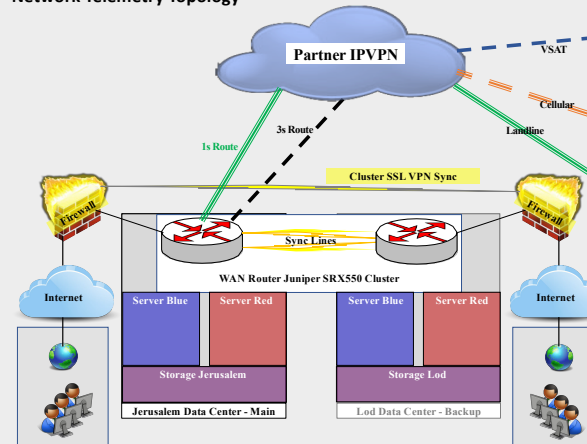 Network Telemetry Topology
Partner IPVPN
VSAT
Cellular
Landline
3s Route
1s Route
Cluster SSL VPN Sync
Firewall
Firewall
Sync Lines
WAN Router Juniper SRX550 Cluster
Internet
Internet
Server Blue
Server Red
Server Blue
Server Red
Storage Jerusalem
Storage Lod
Jerusalem Data Center - Main
Lod Data Center - Backup